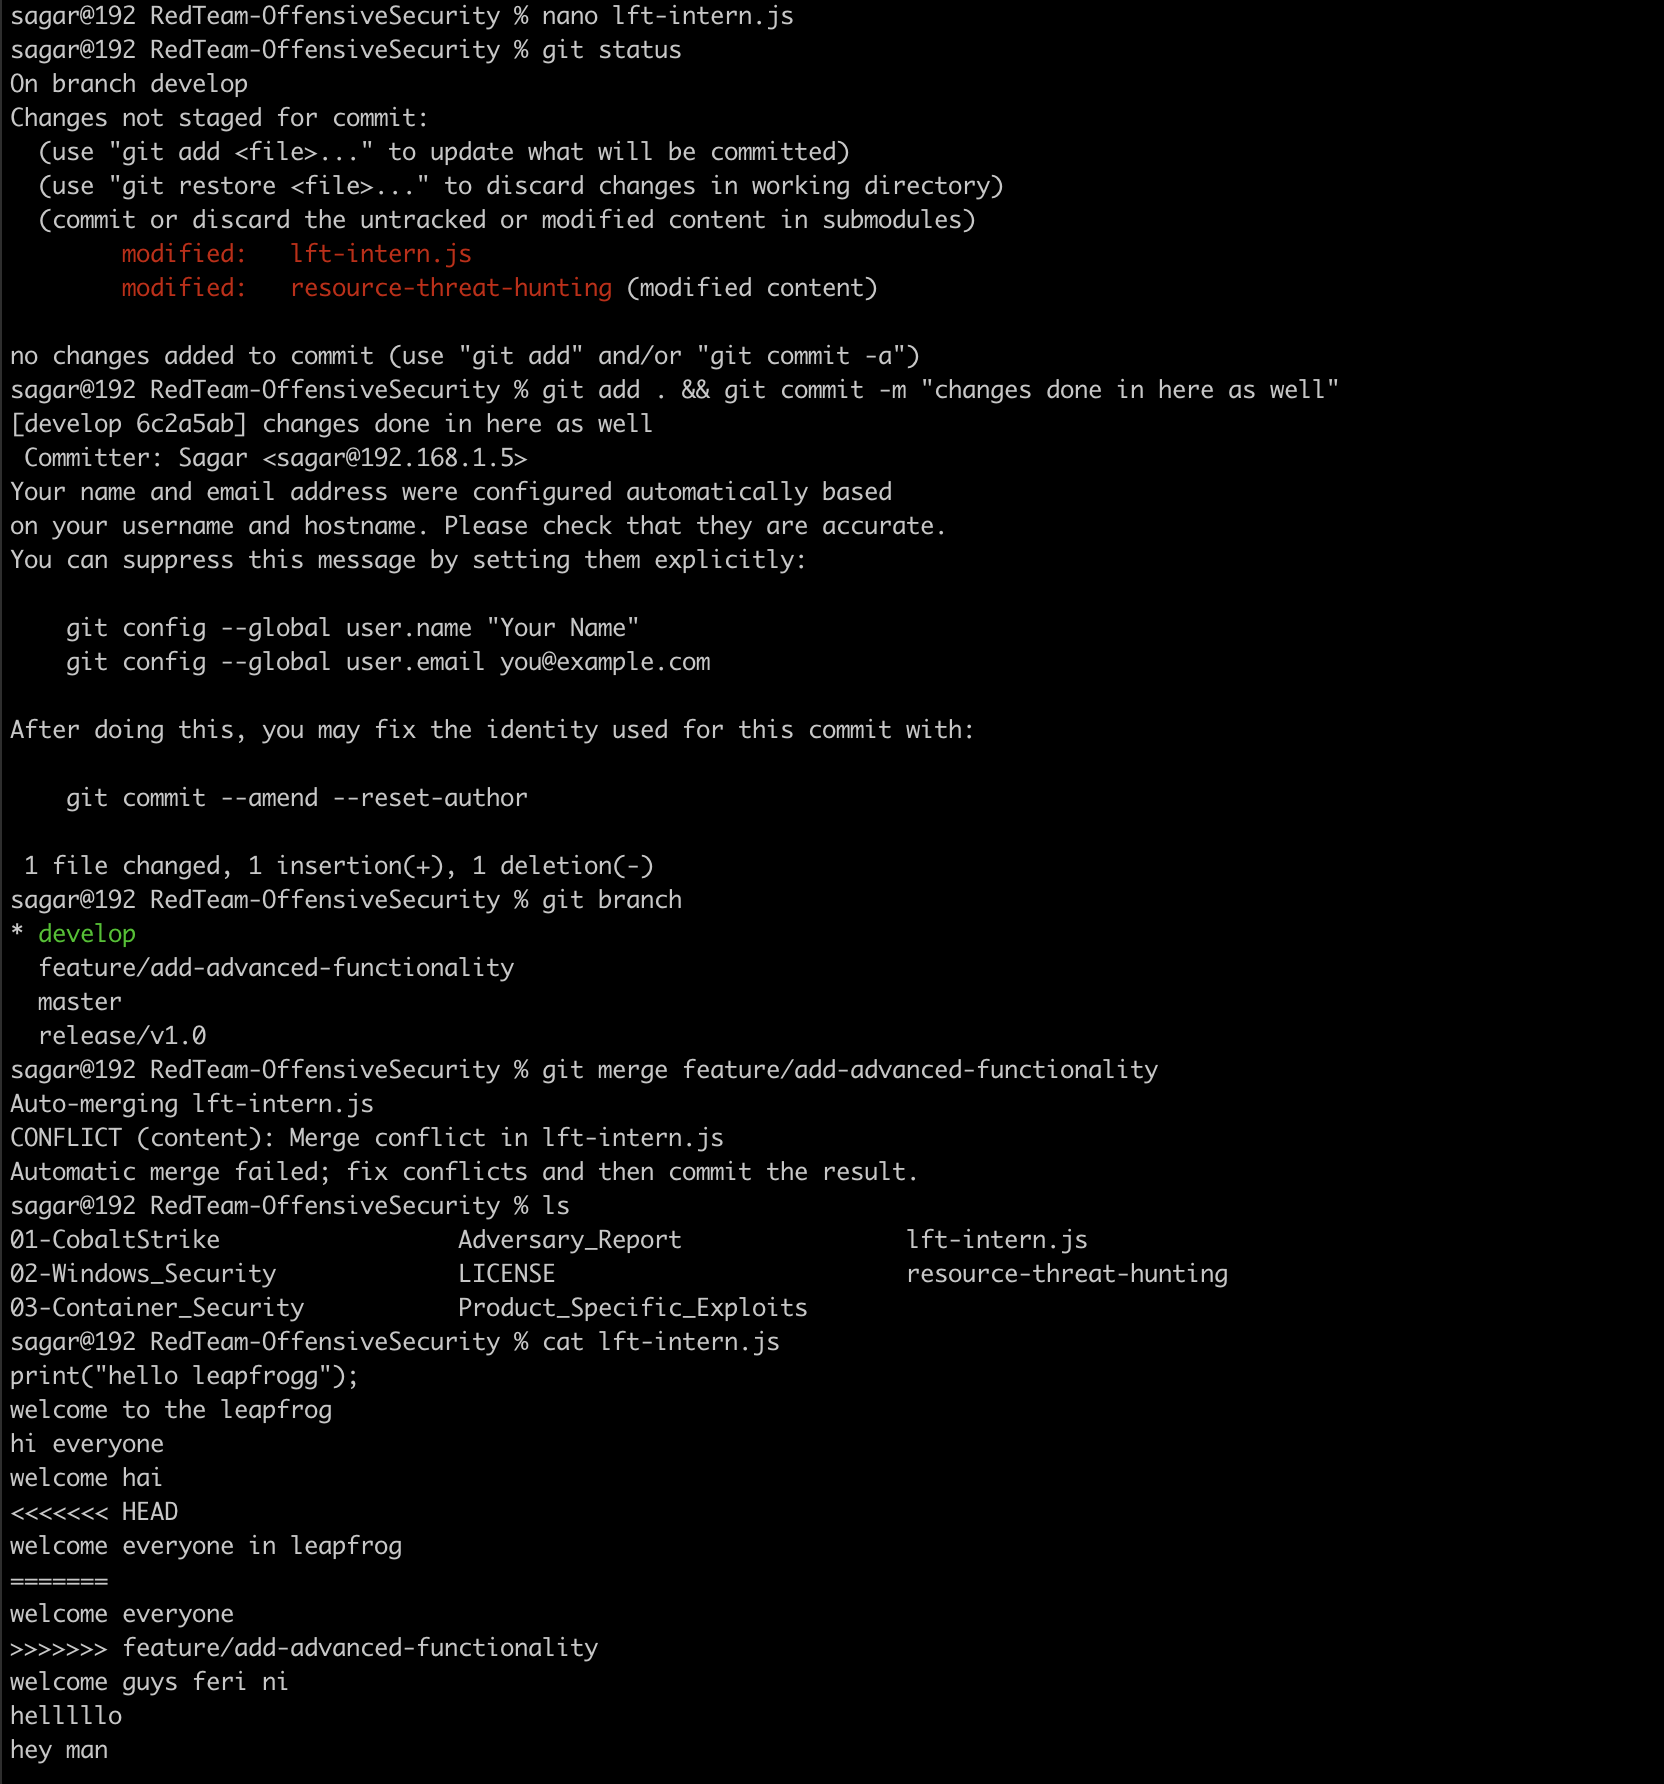 sagar@192 RedTeam-OffensiveSecurity % nano lft-intern.js
sagar@192 RedTeam-OffensiveSecurity % git status
On branch develop
Changes not staged for commit:
  (use "git add <file>..." to update what will be committed)
  (use "git restore <file>..." to discard changes in working directory)
  (commit or discard the untracked or modified content in submodules)
        modified:   lft-intern.js
        modified:   resource-threat-hunting (modified content)

no changes added to commit (use "git add" and/or "git commit -a")
sagar@192 RedTeam-OffensiveSecurity % git add . && git commit -m "changes done in here as well"
[develop 6c2a5ab] changes done in here as well
 Committer: Sagar <sagar@192.168.1.5>
Your name and email address were configured automatically based
on your username and hostname. Please check that they are accurate.
You can suppress this message by setting them explicitly:

    git config --global user.name "Your Name"
    git config --global user.email you@example.com

After doing this, you may fix the identity used for this commit with:

    git commit --amend --reset-author

 1 file changed, 1 insertion(+), 1 deletion(-)
sagar@192 RedTeam-OffensiveSecurity % git branch
* develop
  feature/add-advanced-functionality
  master
  release/v1.0
sagar@192 RedTeam-OffensiveSecurity % git merge feature/add-advanced-functionality
Auto-merging lft-intern.js
CONFLICT (content): Merge conflict in lft-intern.js
Automatic merge failed; fix conflicts and then commit the result.
sagar@192 RedTeam-OffensiveSecurity % ls
01-CobaltStrike                 Adversary_Report                lft-intern.js
02-Windows_Security             LICENSE                         resource-threat-hunting
03-Container_Security           Product_Specific_Exploits
sagar@192 RedTeam-OffensiveSecurity % cat lft-intern.js
print("hello leapfrogg");
welcome to the leapfrog
hi everyone
welcome hai
<<<<<<< HEAD
welcome everyone in leapfrog
=======
welcome everyone
>>>>>>> feature/add-advanced-functionality
welcome guys feri ni
helllllo
hey man